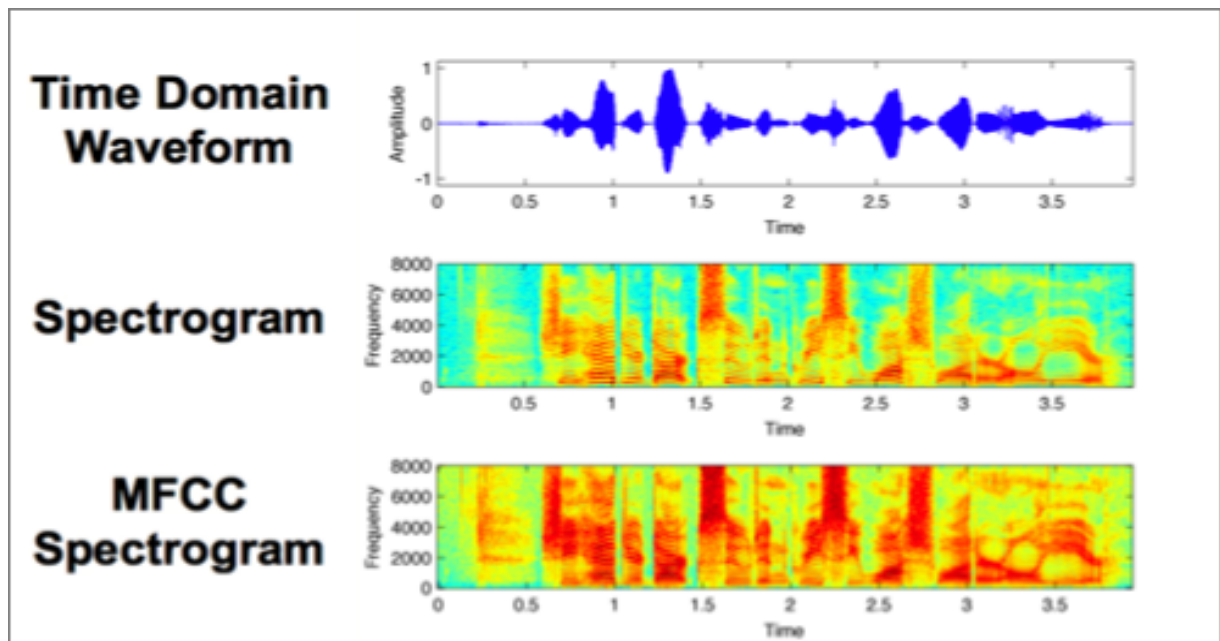 Time Domain
Waveform
1
0
-1
Amplitude
0 0.5 1 1.5 2 2.5 3 3.5
Time
Spectrogram
8000
6000
4000
2000
0
Frequency
0.5 1 1.5 2 2.5 3 3.5
Time
MFCC
Spectrogram
8000
6000
4000
2000
0
Frequency
0 0.5 1 1.5 2 2.5 3 3.5
Time